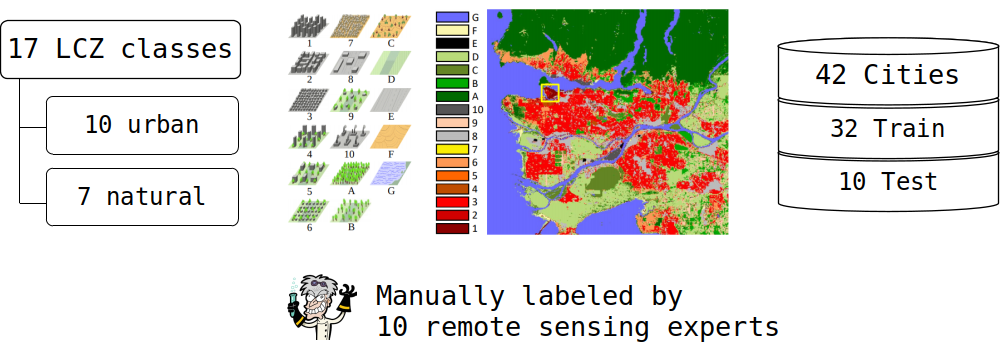 17 LCZ classes
10 urban
7 natural
1
7
C
2
8
D
3
9
E
4
10
F
5
A
G
6
B
G
F
E
D
C
B
A
10
9
8
7
6
5
4
3
2
1
42 Cities
32 Train
10 Test
Manually labeled by
10 remote sensing experts